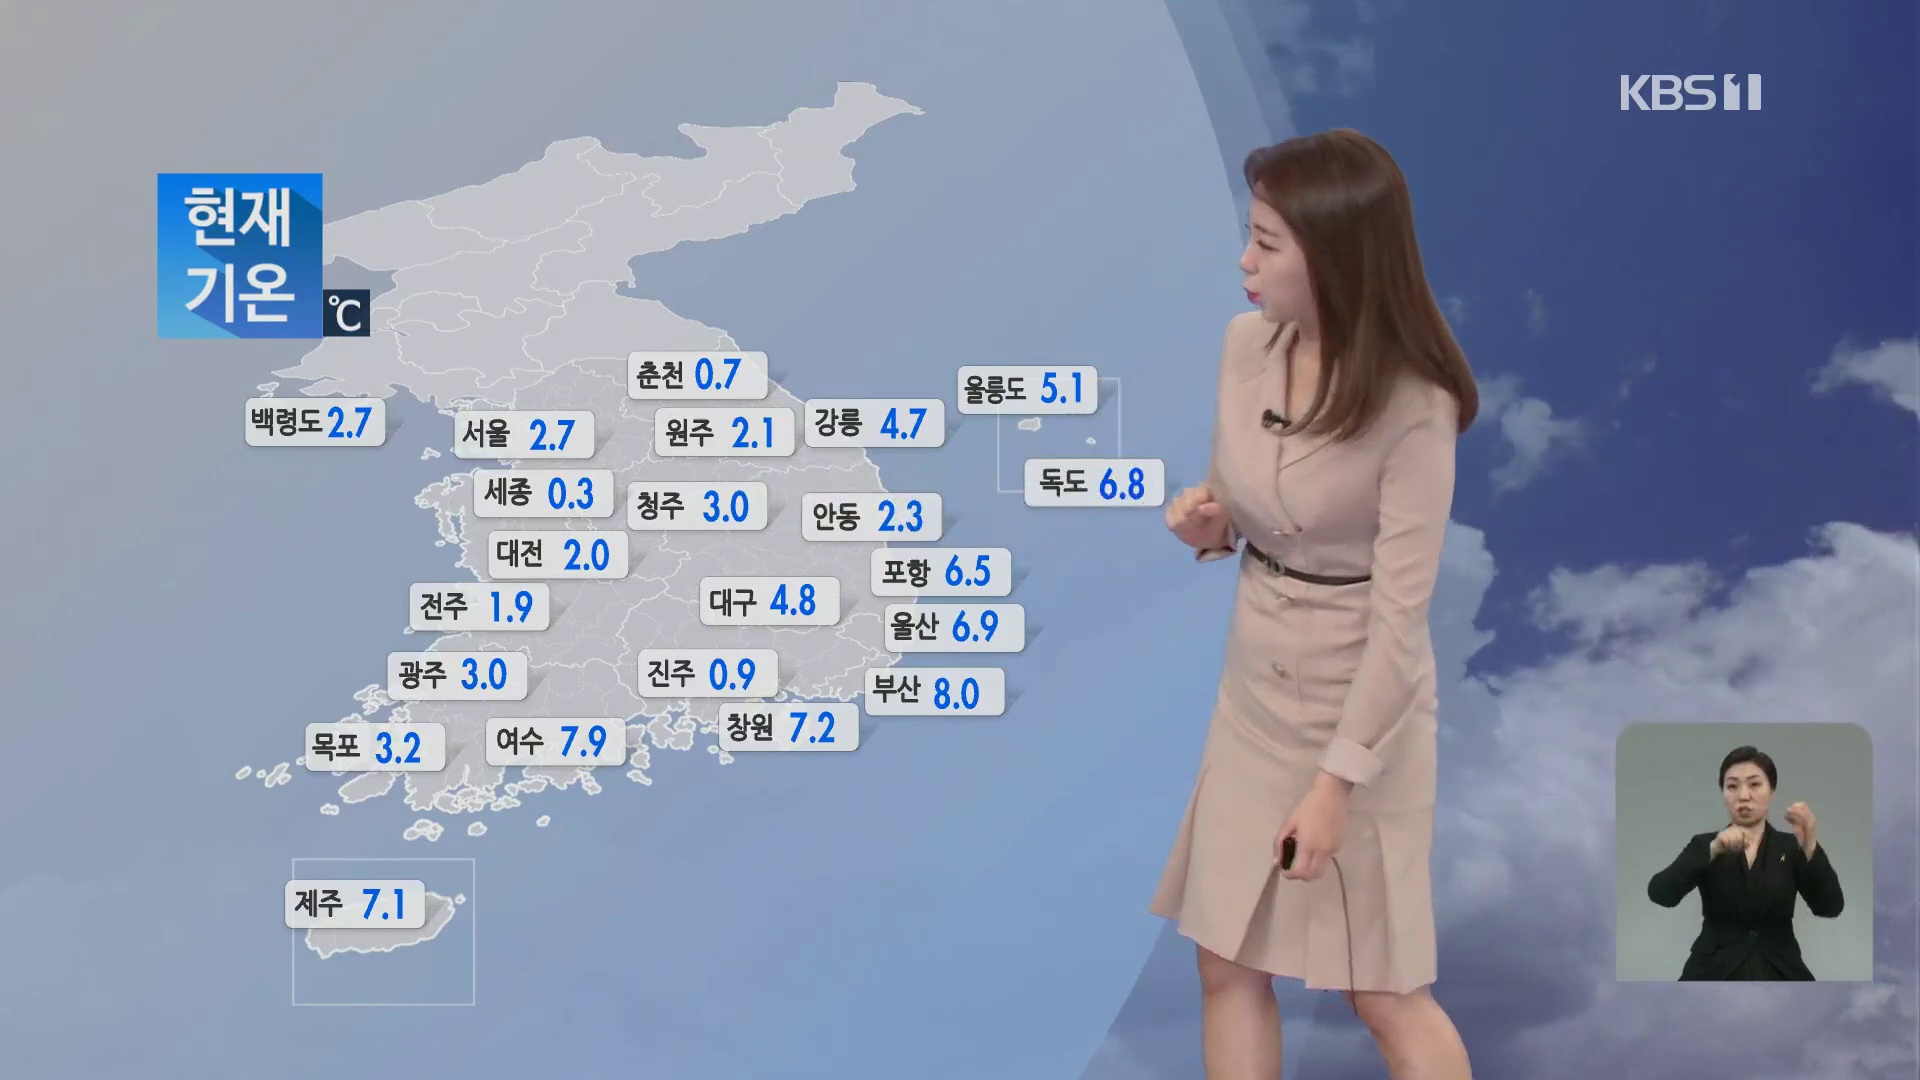 KBS 1
현재
기온
℃
춘천 0.7
울릉도 5.1
백령도 2.7
서울 2.7
원주 2.1
강릉 4.7
독도 6.8
세종 0.3
청주 3.0
안동 2.3
대전 2.0
포항 6.5
전주 1.9
대구 4.8
울산 6.9
광주 3.0
진주 0.9
부산 8.0
목포 3.2
여수 7.9
창원 7.2
제주 7.1